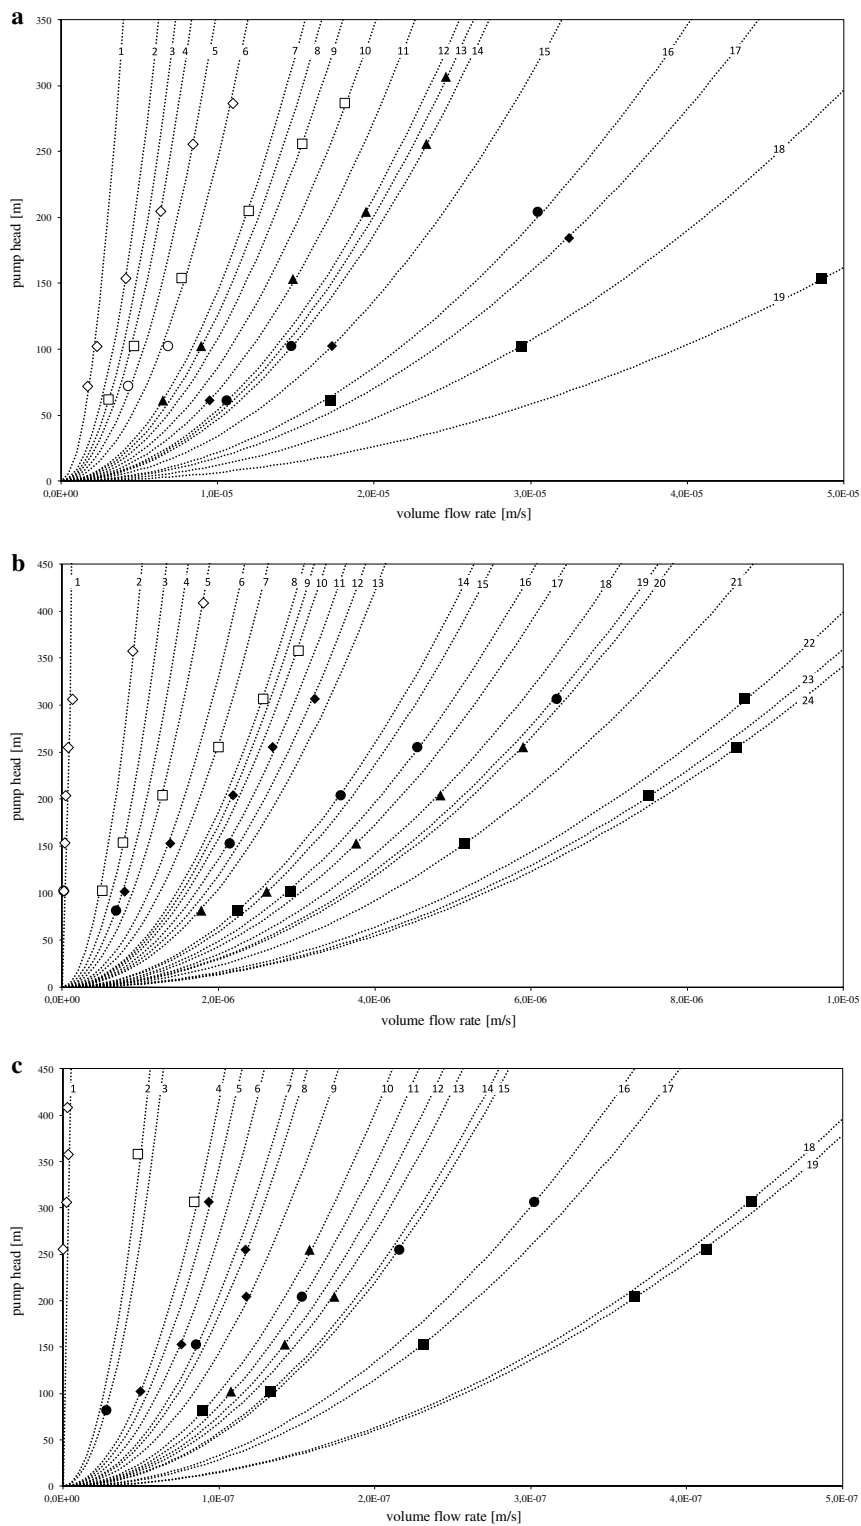 a
350
300
250
200
150
100
50
0
pump head [m]
1 2 3 4 5 6 7 8 9 10 11 12 13 14 15 16 17
18
19
0,0E+00 1,0E-05 2,0E-05 3,0E-05 4,0E-05 5,0E-05
volume flow rate [m/s]
b
450
400
350
300
250
200
150
100
50
0
pump head [m]
1 2 3 4 5 6 7 8 9 10 11 12 13 14 15 16 17 18 19 20 21
22
23
24
0,0E+00 2,0E-06 4,0E-06 6,0E-06 8,0E-06 1,0E-05
volume flow rate [m/s]
c
450
400
350
300
250
200
150
100
50
0
pump head [m]
1 2 3 4 5 6 7 8 9 10 11 12 13 14 15 16 17
18
19
0,0E+00 1,0E-07 2,0E-07 3,0E-07 4,0E-07 5,0E-07
volume flow rate [m/s]